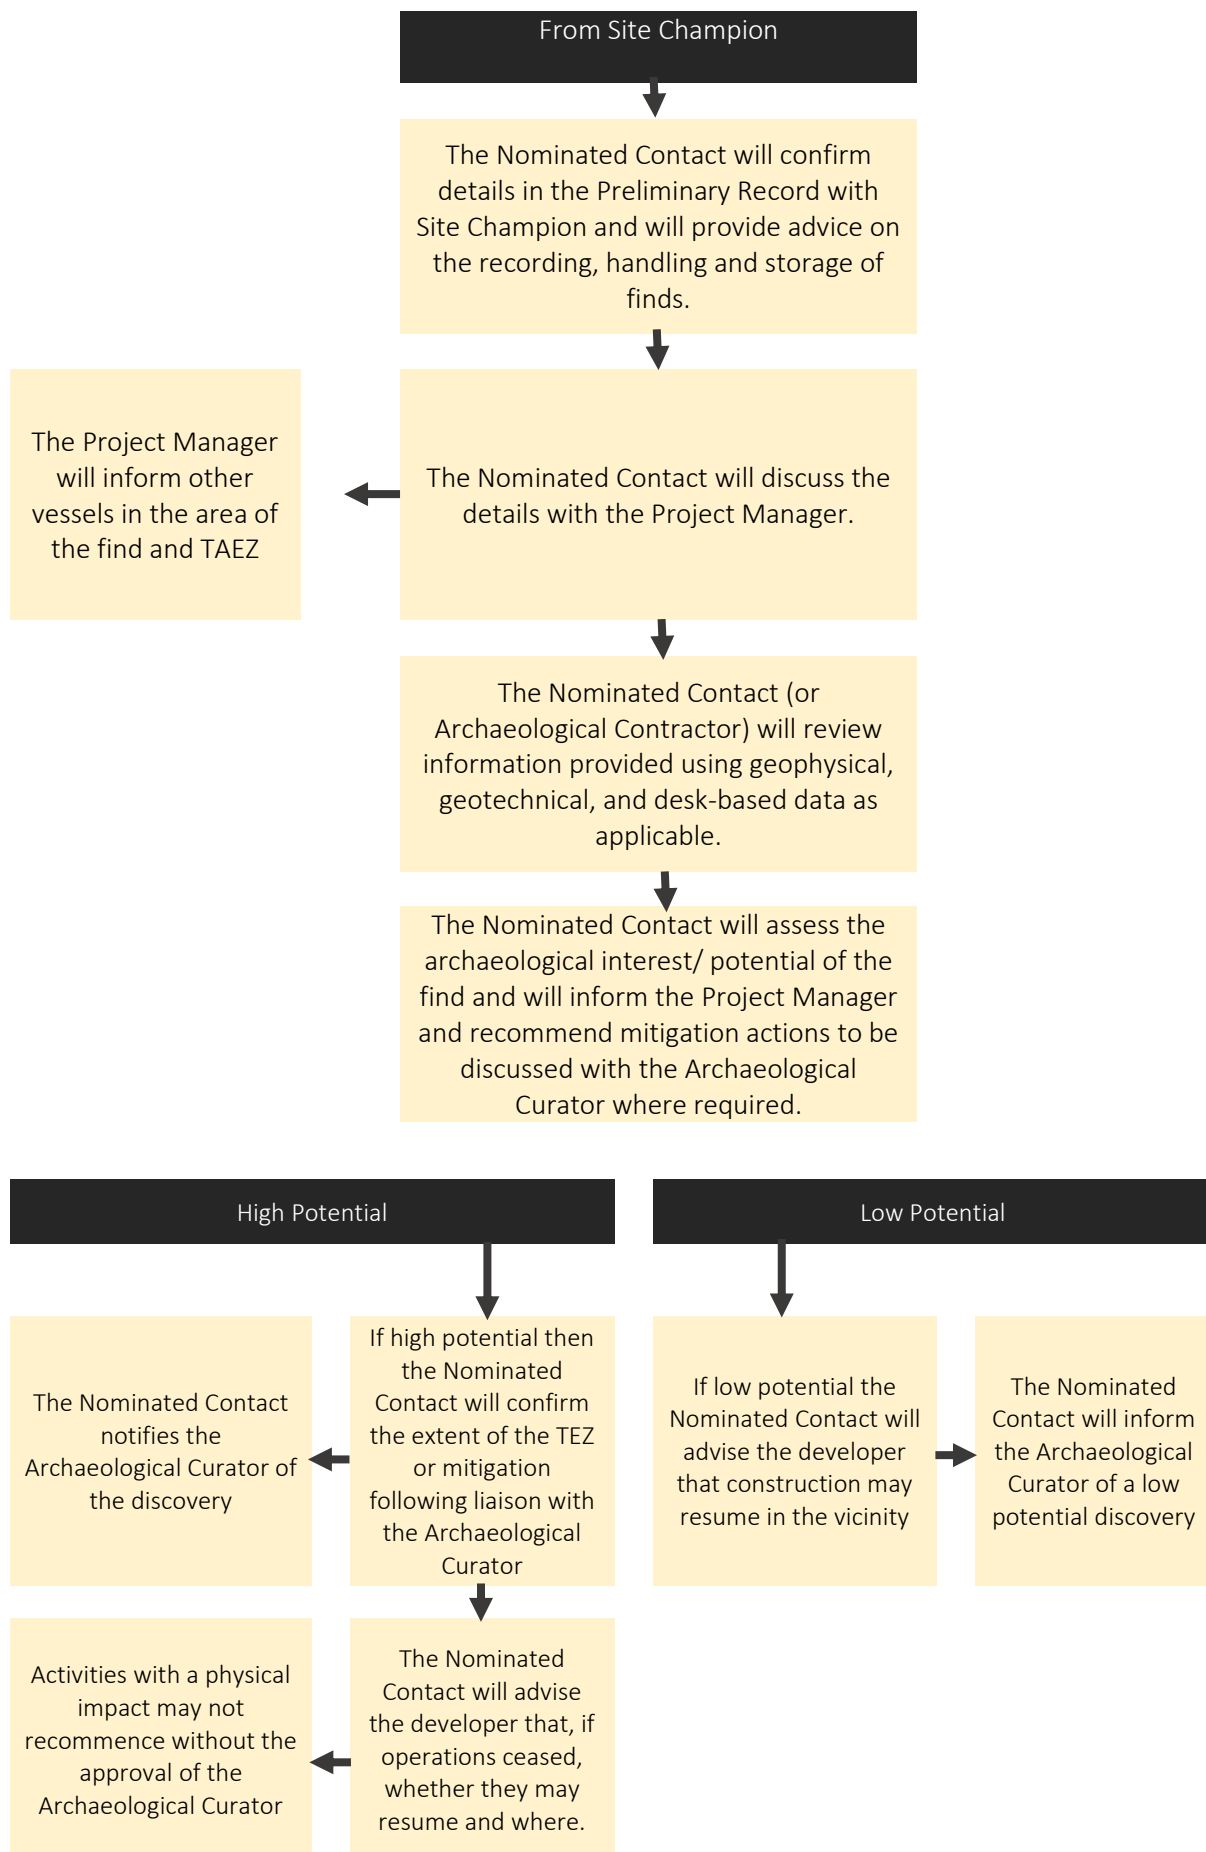 From Site Champion
The Nominated Contact will confirm
details in the Preliminary Record with
Site Champion and will provide advice on
the recording, handling and storage of
finds.
The Project Manager
will inform other
vessels in the area of
the find and TAEZ
The Nominated Contact will discuss the
details with the Project Manager.
The Nominated Contact (or
Archaeological Contractor) will review
information provided using geophysical,
geotechnical, and desk-based data as
applicable.
The Nominated Contact will assess the
archaeological interest/ potential of the
find and will inform the Project Manager
and recommend mitigation actions to be
discussed with the Archaeological
Curator where required.
High Potential
Low Potential
The Nominated Contact
notifies the
Archaeological Curator of
the discovery
If high potential then
the Nominated
Contact will confirm
the extent of the TEZ
or mitigation
following liaison with
the Archaeological
Curator
If low potential the
Nominated Contact will
advise the developer
that construction may
resume in the vicinity
The Nominated
Contact will inform
the Archaeological
Curator of a low
potential discovery
Activities with a physical
impact may not
recommence without the
approval of the
Archaeological Curator
The Nominated
Contact will advise
the developer that, if
operations ceased,
whether they may
resume and where.